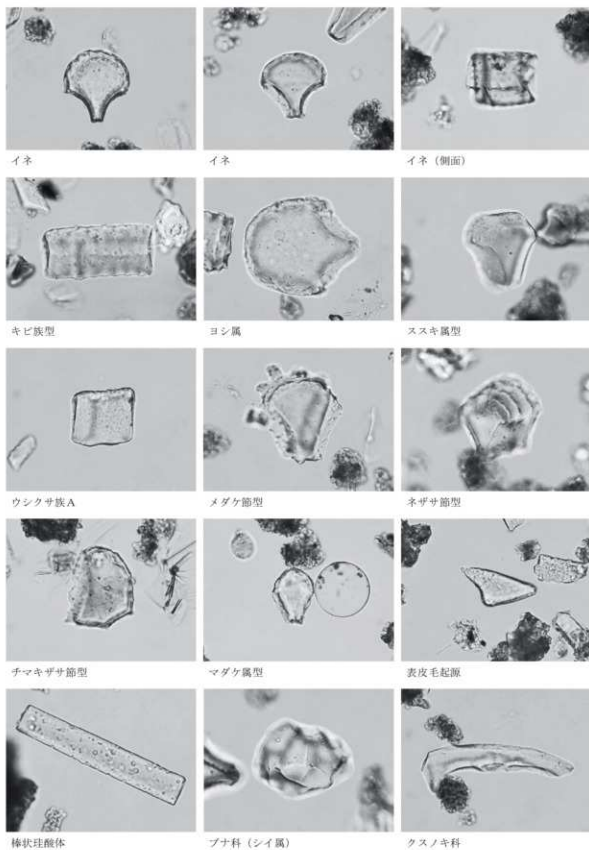 イネ
イネ
イネ（側面）
キビ族型
ヨシ属
ススキ属型
ウシクサ族A
メダケ節型
ネザサ節型
チマキザサ節型
マダケ属型
表皮毛起源
棒状珪酸体
ブナ科（シイ属）
クスノキ科